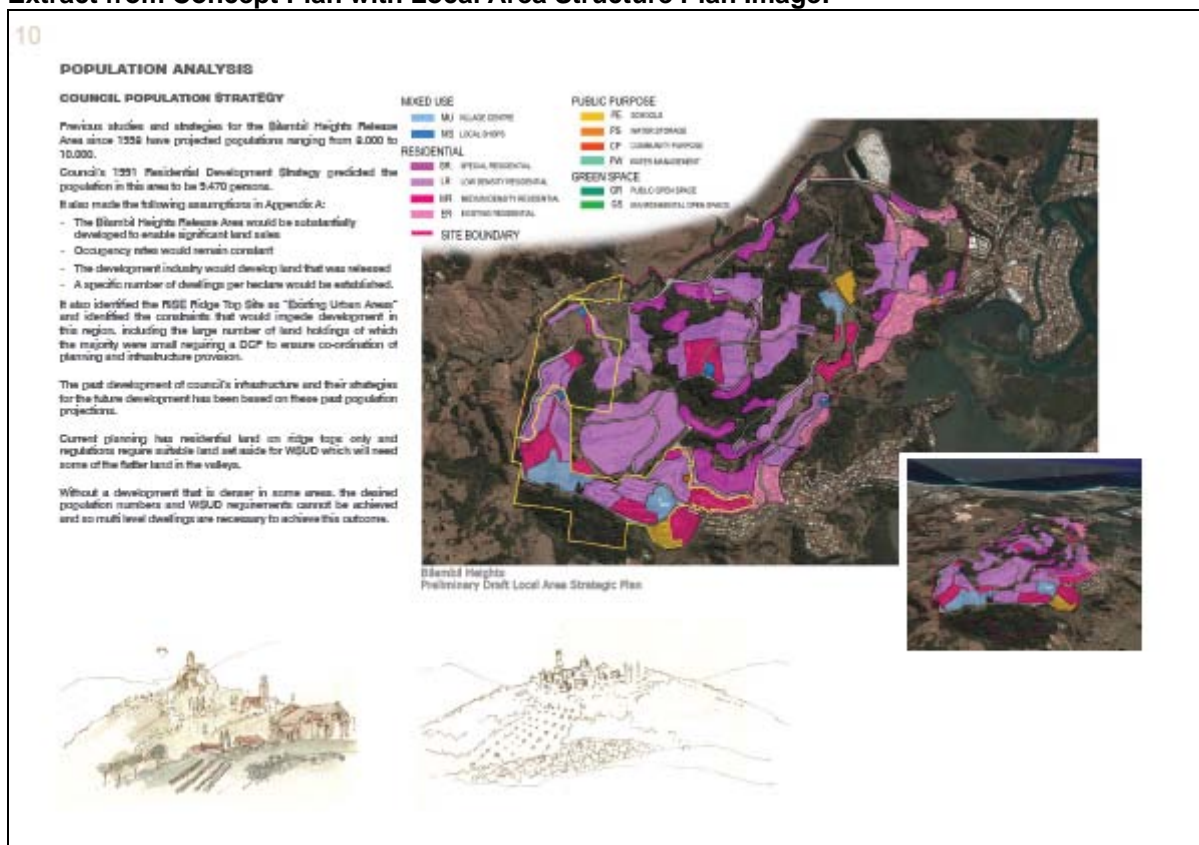 Extract from Concept Plan with Local Area Structure Plan Image:
10
POPULATION ANALYSIS
COUNCIL POPULATION STRATEGY
Previous studies and strategies for the Bilambil Heights Release
Area since 1998 have projected populations ranging from 8,000 to
10,000.
Council's 1991 Residential Development Strategy predicted the
population in this area to be 9,470 persons.
It also made the following assumptions in Appendix A:
- The Bilambil Heights Release Area would be substantially
developed to enable significant land sales
- Occupancy rates would remain constant
- The development industry would develop land that was released
- A specific number of dwellings per hectare would be established.
It also identified the RISE Ridge Top Site as "Existing Urban Areas"
and identified the constraints that would impede development in
this region, including the large number of land holdings of which
the majority were small requiring a DCP to ensure co-ordination of
planning and infrastructure provision.
The past development of council's infrastructure and their strategies
for the future development has been based on these past population
projections.
Current planning has residential land on ridge tops only and
regulations require suitable land set aside for WSUD which will need
some of the flatter land in the valleys.
Without a development that is denser in some areas, the desired
population numbers and WSUD requirements cannot be achieved
and so multi level dwellings are necessary to achieve this outcome.
MIXED USE
MU VILLAGE CENTRE
MS LOCAL SHOPS
RESIDENTIAL
SR SPECIAL RESIDENTIAL
LR LOW DENSITY RESIDENTIAL
MR MEDIUM DENSITY RESIDENTIAL
ER EXISTING RESIDENTIAL
SITE BOUNDARY
PUBLIC PURPOSE
PE SCHOOLS
PS WATER STORAGE
CP COMMUNITY PURPOSE
PW WATER MANAGEMENT
GREEN SPACE
GR PUBLIC OPEN SPACE
GS ENVIRONMENTAL OPEN SPACE
Bilambil Heights
Preliminary Draft Local Area Strategic Plan